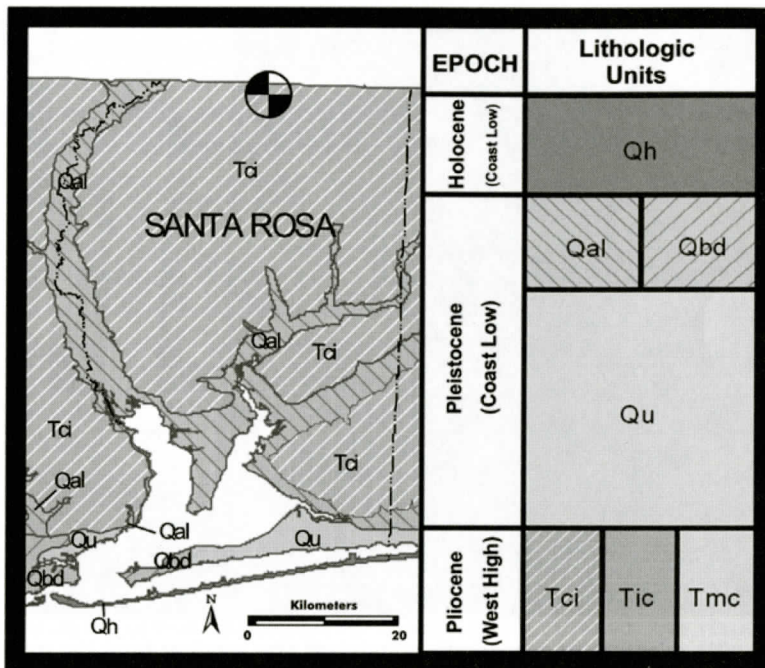 Qal
Tci
SANTA ROSA
Qal
Tci
Tci
Tci
Qal
Qal
Qu
Qu
Qbd
Qbd
Qh
N
Kilometers
0 20
EPOCH
Lithologic
Units
Holocene
(Coast Low)
Qh
Pleistocene
(Coast Low)
Qal
Qbd
Qu
Pliocene
(West High)
Tci
Tic
Tmc